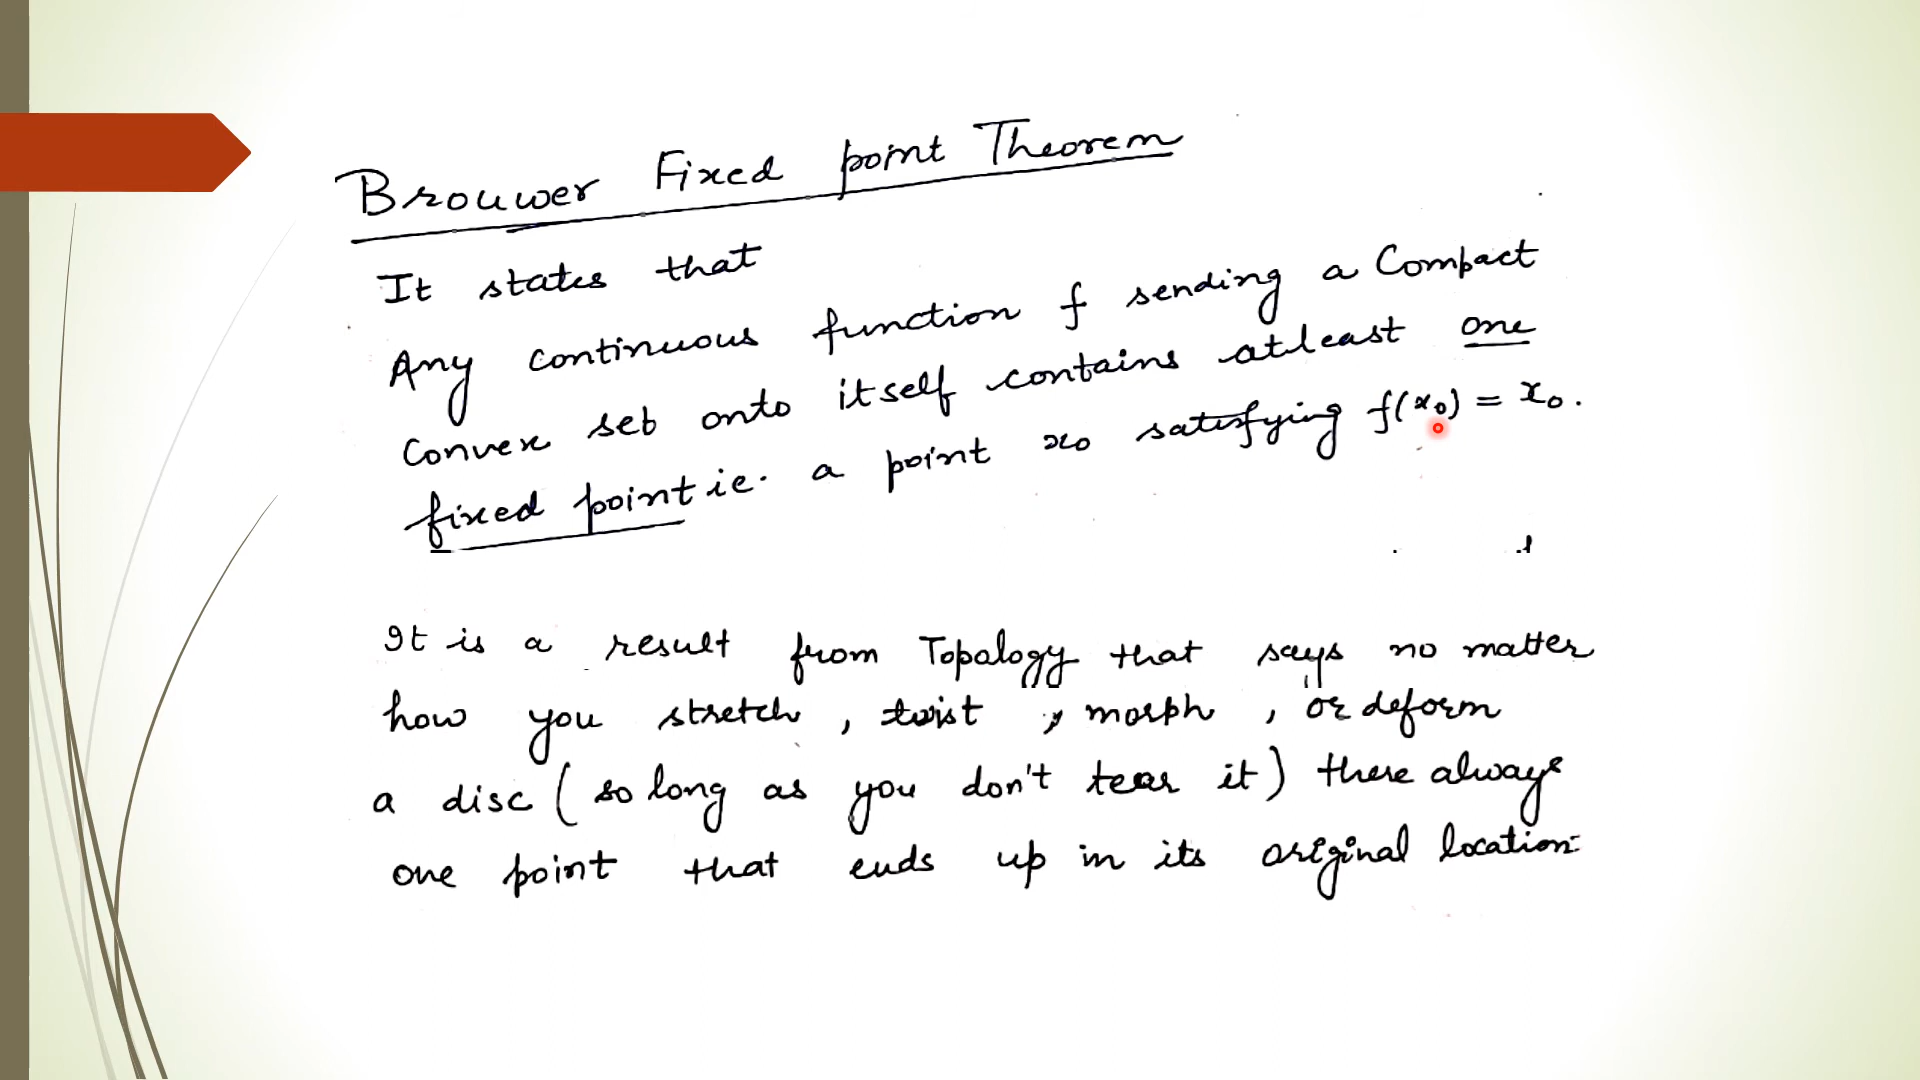 Brouwer Fixed point Theorem
It states that
Any continuous function f sending a Compact
Convex set onto itself contains atleast one
fixed point ie. a point x₀ satisfying f(x₀) = x₀.
It is a result from Topalogy that says no matter
how you stretch, twist, morph, or deform
a disc (so long as you don't tear it) there always
one point that ends up in its original location.